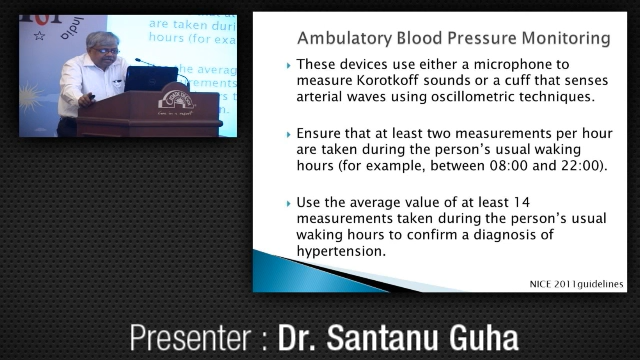 India
are taken duri
hours (for exa
Ambulatory Blood Pressure Monitoring
These devices use either a microphone to
measure Korotkoff sounds or a cuff that senses
arterial waves using oscillometric techniques.
Ensure that at least two measurements per hour
are taken during the person's usual waking
hours (for example, between 08:00 and 22:00).
Use the average value of at least 14
measurements taken during the person's usual
waking hours to confirm a diagnosis of
hypertension.
NICE 2011guidelines
Presenter : Dr. Santanu Guha